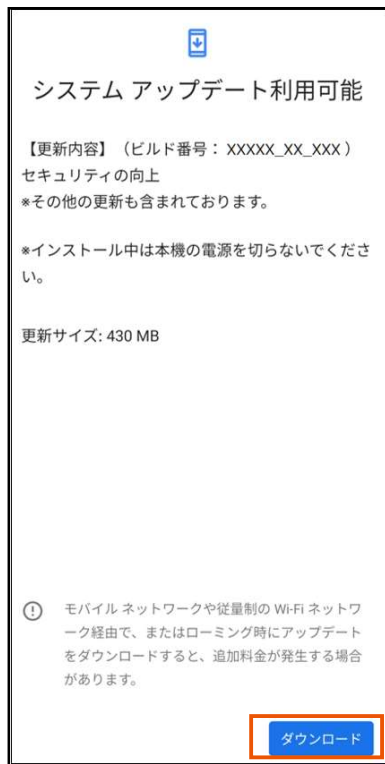 システム アップデート利用可能
【更新内容】（ビルド番号： XXXXX_XX_XXX ）
セキュリティの向上
*その他の更新も含まれております。
*インストール中は本機の電源を切らないでくださ
い。
更新サイズ: 430 MB
モバイル ネットワークや従量制の Wi-Fi ネットワ
ーク経由で、またはローミング時にアップデート
をダウンロードすると、追加料金が発生する場合
があります。
ダウンロード